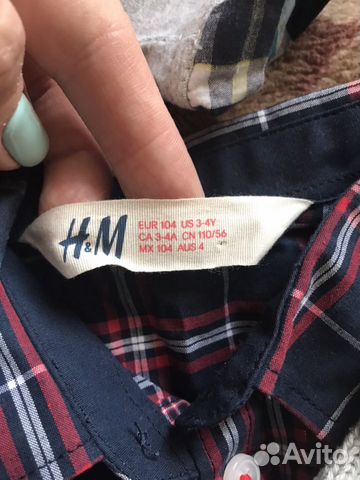 H&M
EUR 104 US 3-4Y
CA 3-4A CN 110/56
MX 104 AUS 4
Avito